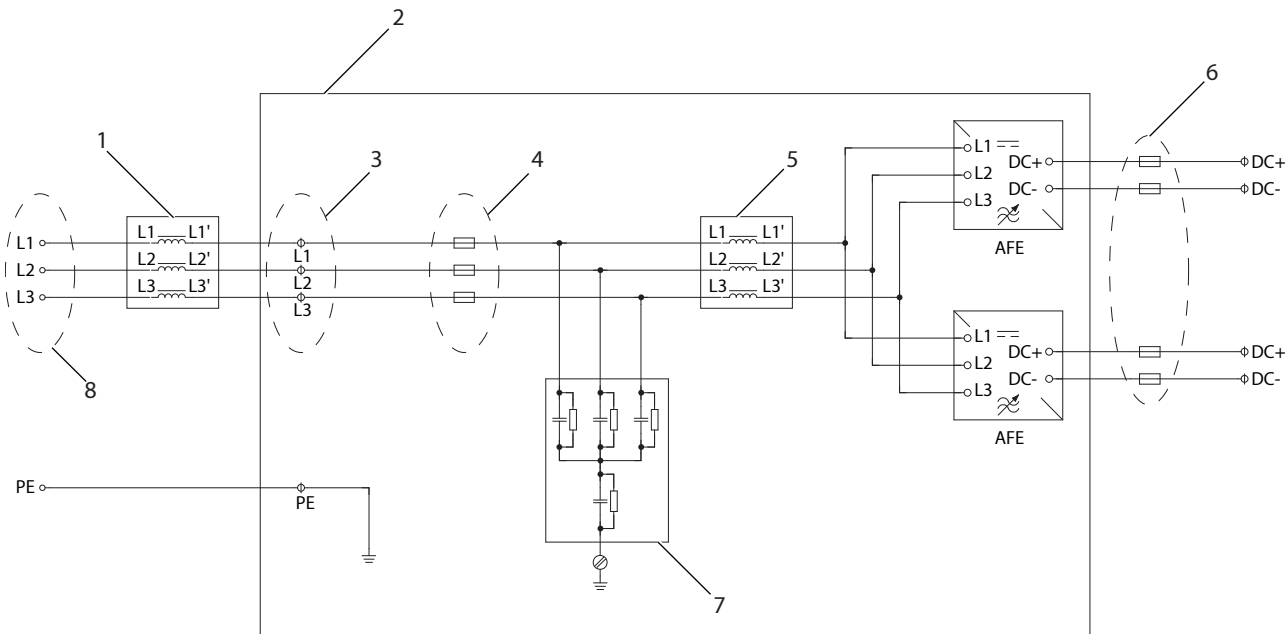 2
1
3
4
5
6
L1 DC+ DC+
L2 DC- DC-
L3
AFE
L1 L1 L1' L1 L1'
L1
L2 L2 L2' L2 L2'
L2
L3 L3 L3' L3 L3'
L3
L1 DC+ DC+
L2 DC- DC-
L3
AFE
8
PE
PE
7